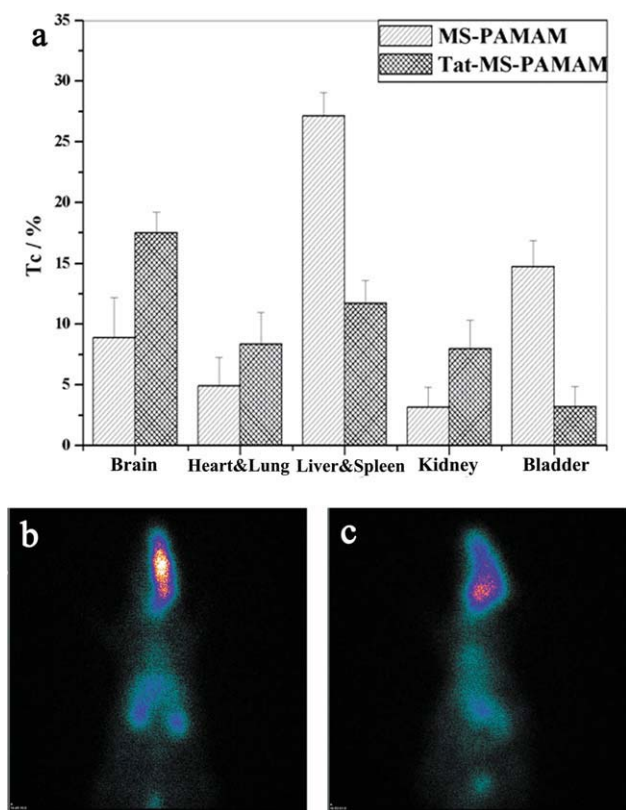 a
35
30
25
20
15
10
5
0
Tc / %
MS-PAMAM
Tat-MS-PAMAM
Brain Heart&Lung Liver&Spleen Kidney Bladder
b
c